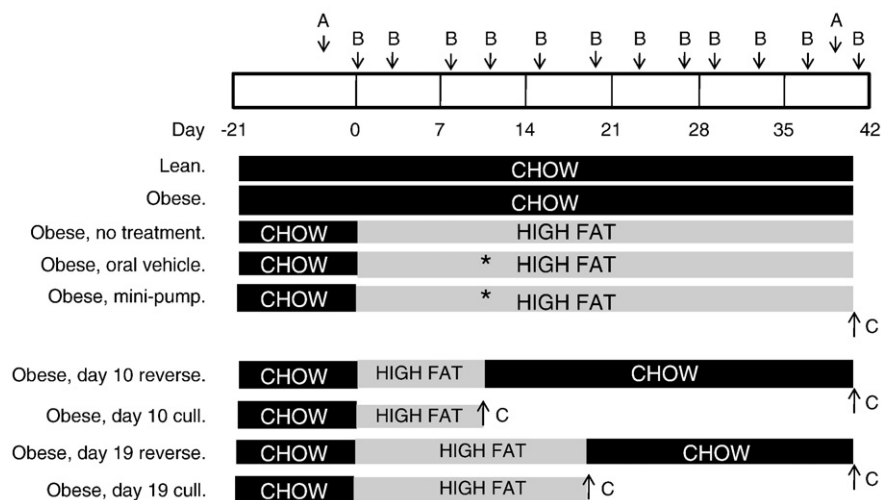 A A
B B B B B B B B B B B B
Day -21 0 7 14 21 28 35 42
Lean. CHOW
Obese. CHOW
Obese, no treatment. CHOW HIGH FAT
Obese, oral vehicle. CHOW * HIGH FAT
Obese, mini-pump. CHOW * HIGH FAT
C
Obese, day 10 reverse. CHOW HIGH FAT CHOW
C
Obese, day 10 cull. CHOW HIGH FAT C
Obese, day 19 reverse. CHOW HIGH FAT CHOW
C
Obese, day 19 cull. CHOW HIGH FAT C